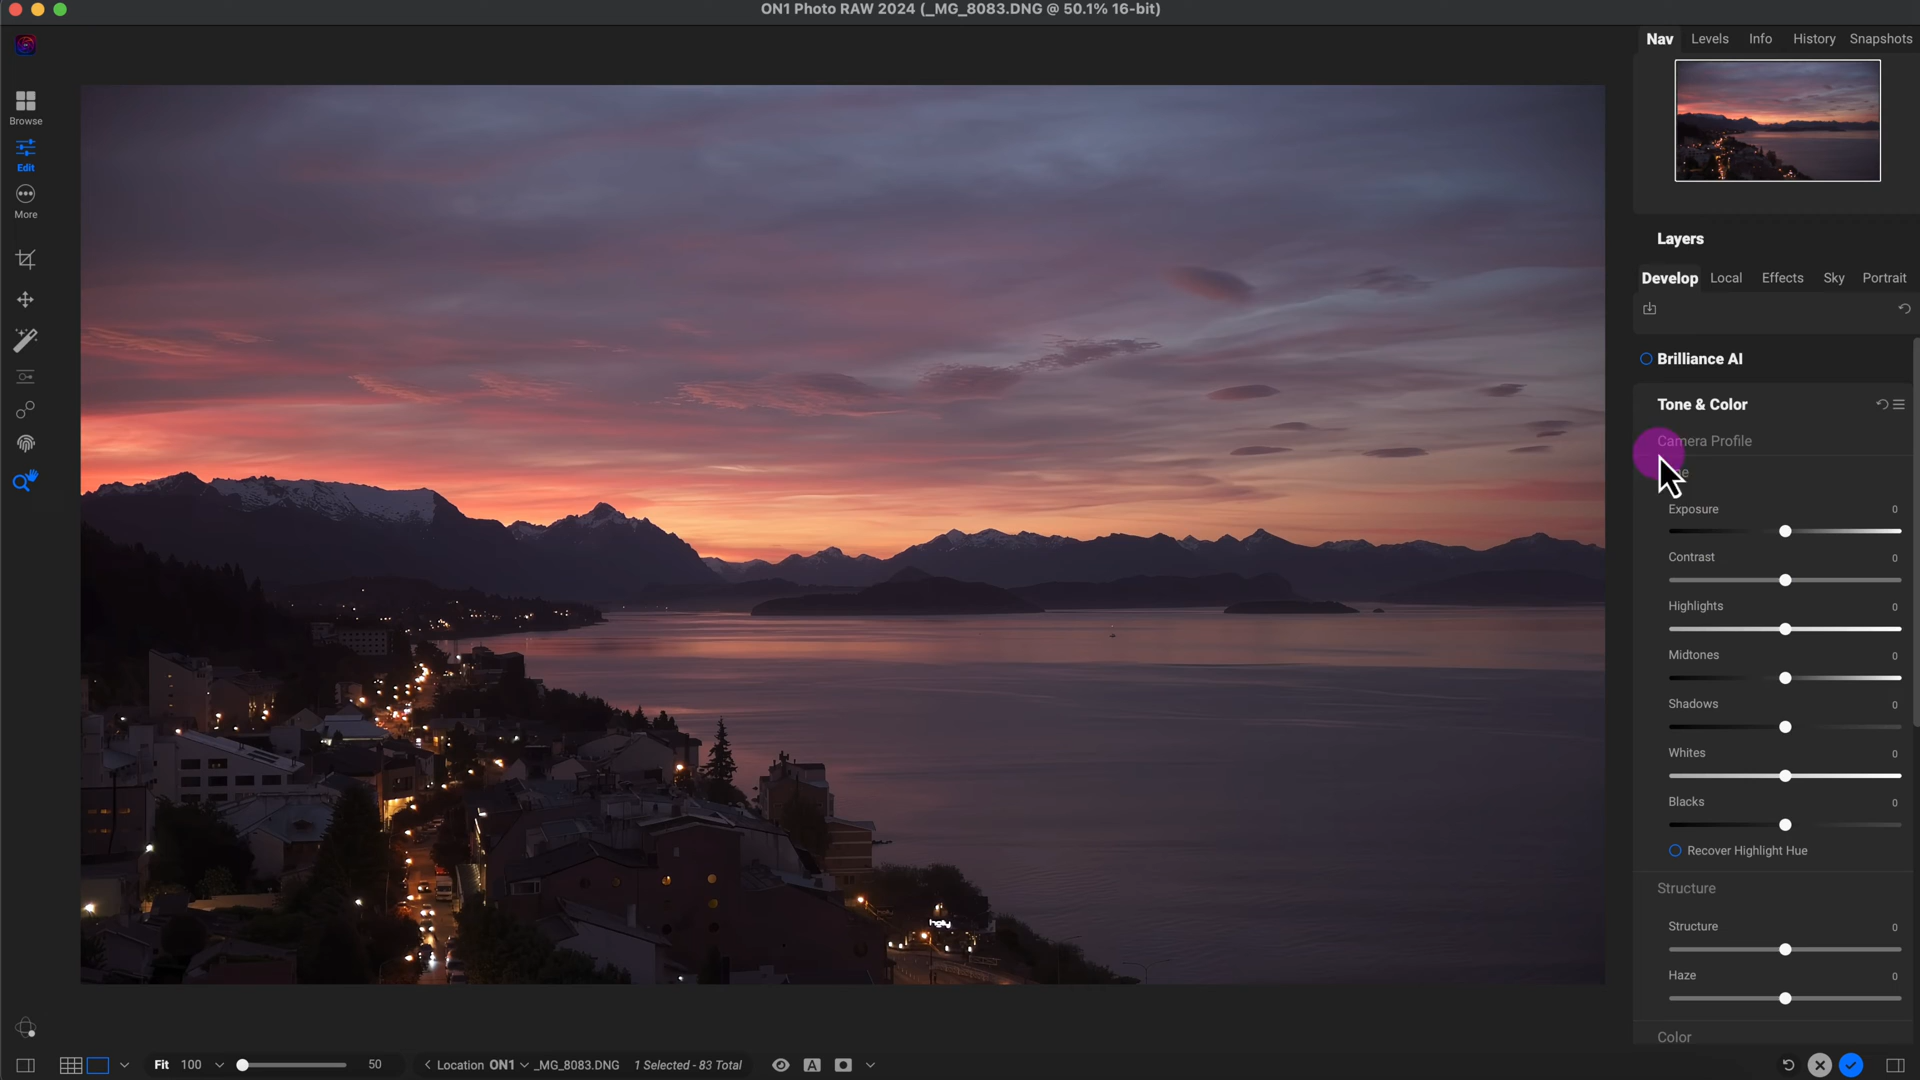 ON1 Photo RAW 2024 (_MG_8083.DNG @ 50.1% 16-bit)
Nav Levels Info History Snapshots
Browse
Edit
More
Layers
Develop Local Effects Sky Portrait
Brilliance AI
Tone & Color
Camera Profile
Exposure 0
Contrast 0
Highlights 0
Midtones 0
Shadows 0
Whites 0
Blacks 0
Recover Highlight Hue
Structure
Structure 0
Haze 0
Color
Fit 100 50 Location ON1 _MG_8083.DNG 1 Selected - 83 Total A